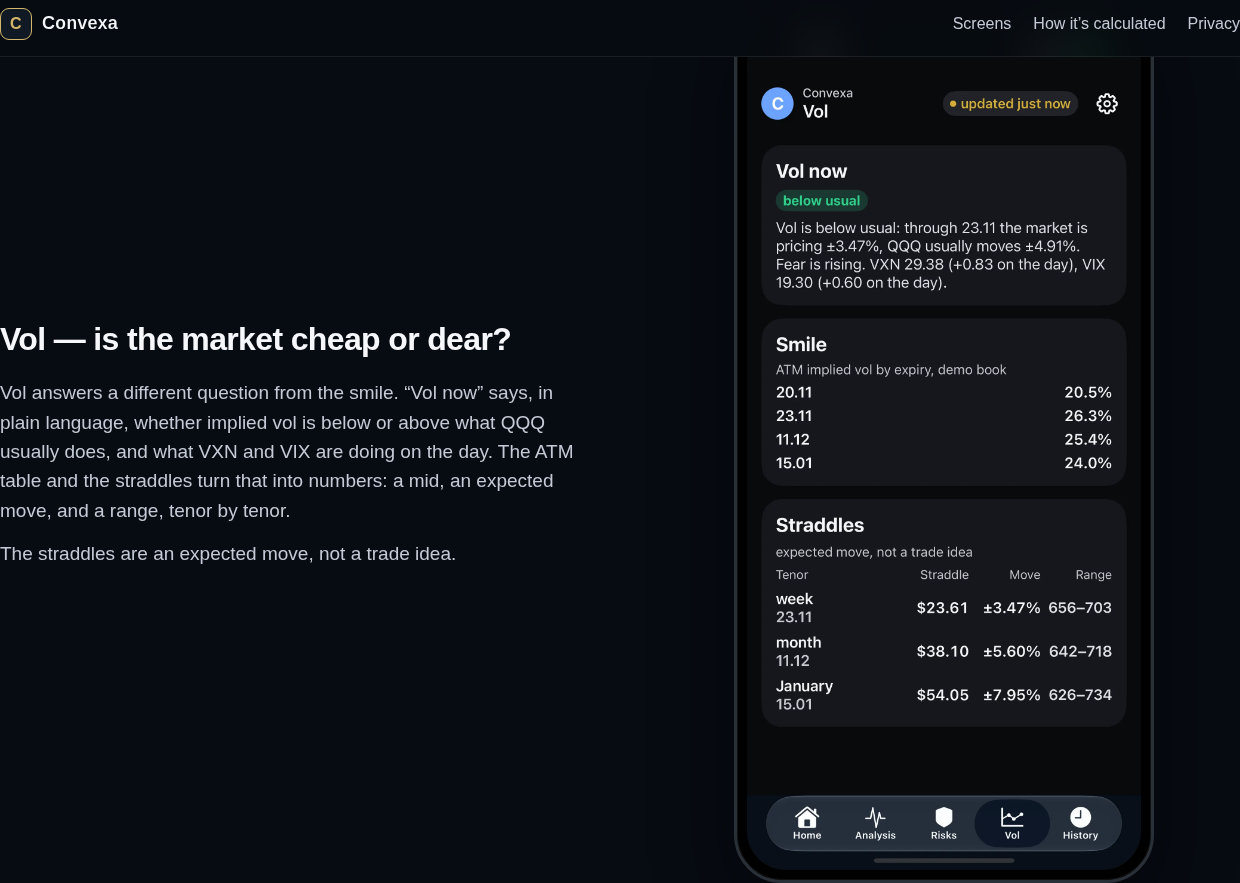 C Convexa
Screens How it’s calculated Privacy
Vol — is the market cheap or dear?
Vol answers a different question from the smile. “Vol now” says, in
plain language, whether implied vol is below or above what QQQ
usually does, and what VXN and VIX are doing on the day. The ATM
table and the straddles turn that into numbers: a mid, an expected
move, and a range, tenor by tenor.
The straddles are an expected move, not a trade idea.
C
Convexa
Vol
updated just now
Vol now
below usual
Vol is below usual: through 23.11 the market is
pricing ±3.47%, QQQ usually moves ±4.91%.
Fear is rising. VXN 29.38 (+0.83 on the day), VIX
19.30 (+0.60 on the day).
Smile
ATM implied vol by expiry, demo book
20.11 20.5%
23.11 26.3%
11.12 25.4%
15.01 24.0%
Straddles
expected move, not a trade idea
Tenor Straddle Move Range
week
23.11 $23.61 ±3.47% 656–703
month
11.12 $38.10 ±5.60% 642–718
January
15.01 $54.05 ±7.95% 626–734
Home Analysis Risks Vol History